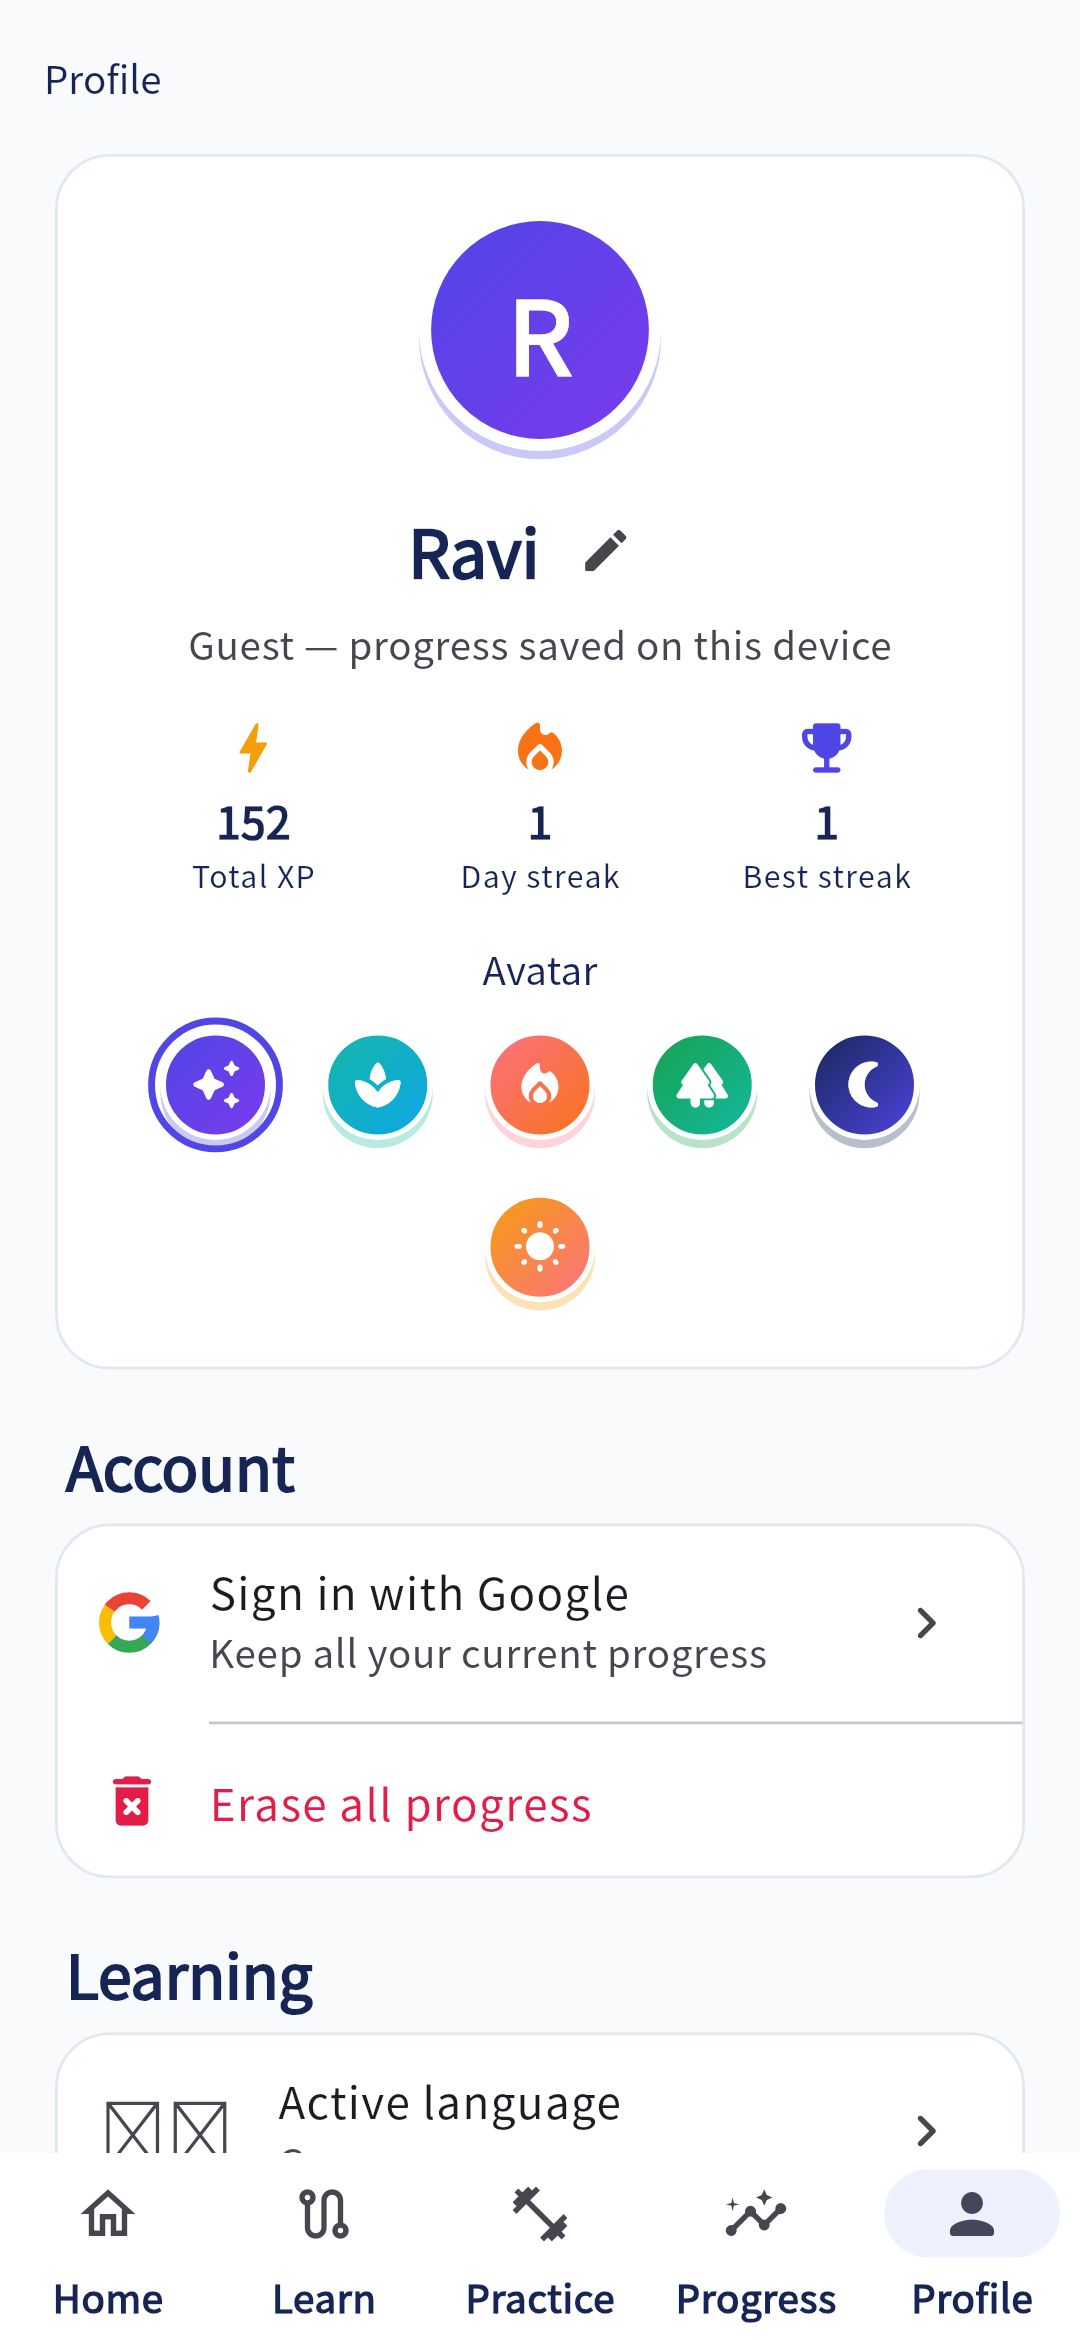 Profile
R
Ravi
Guest — progress saved on this device
152
1
1
Total XP
Day streak
Best streak
Avatar
Account
Sign in with Google
Keep all your current progress
Erase all progress
Learning
Active language
Home
Learn
Practice
Progress
Profile